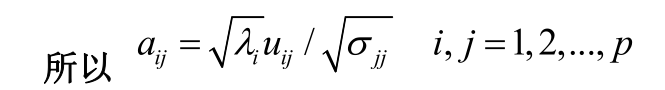 所以 a_{ij} = √λ_i u_{ij} / √σ_{jj} i, j = 1,2,..., p